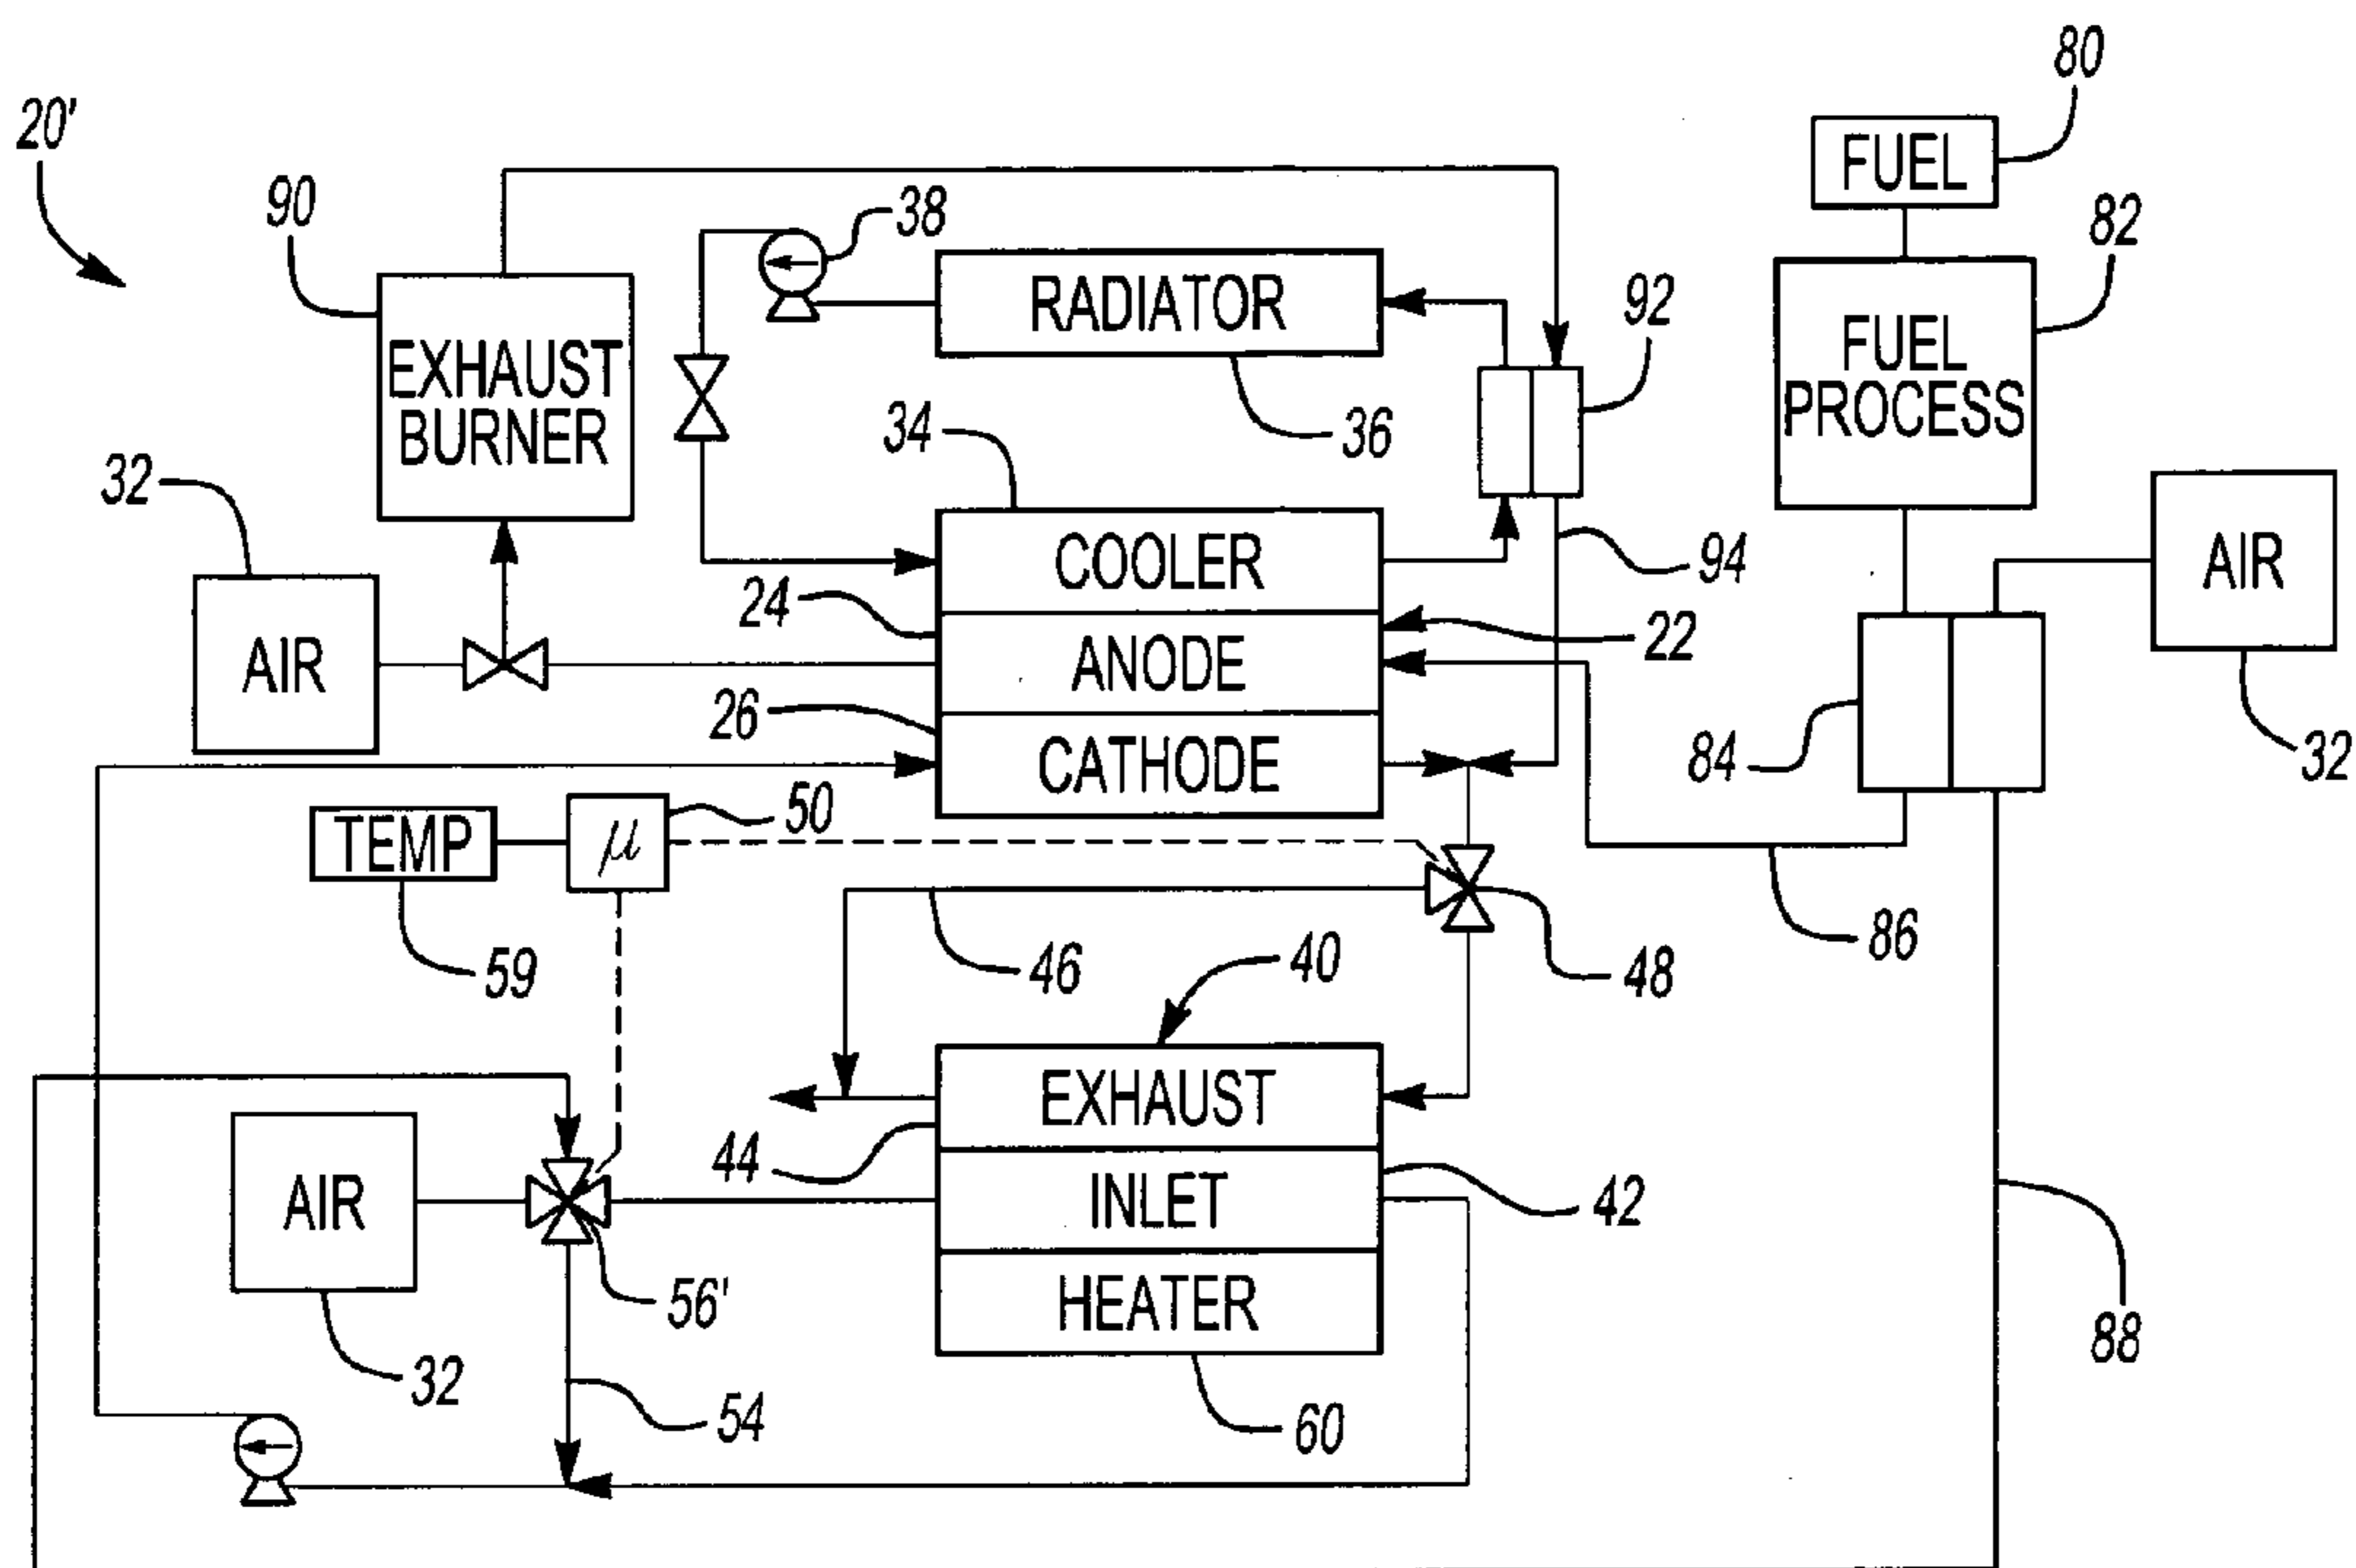 80
20'
FUEL
90
38
82
RADIATOR
92
FUEL
PROCESS
EXHAUST
BURNER
34
36
32
COOLER
94
AIR
24
22
AIR
ANODE
26
CATHODE
84
32
50
TEMP
μ
86
59
46
40
48
EXHAUST
44
AIR
INLET
42
56'
HEATER
88
32
54
60